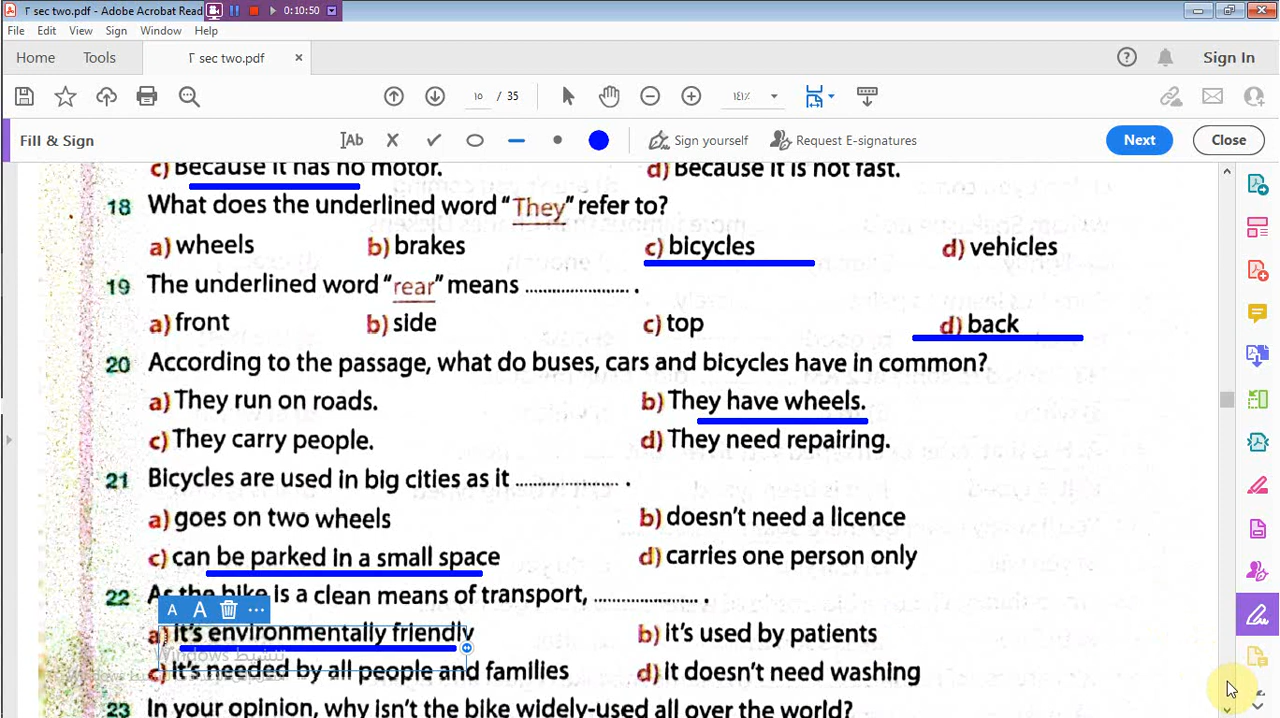 sec two.pdf - Adobe Acrobat Read
0:10:50
File Edit View Sign Window Help
Home Tools sec two.pdf × Sign In
١٥ / 35 ١٤١%
Fill & Sign Sign yourself Request E-signatures Next Close
c) Because it has no motor. d) Because it is not fast.
18 What does the underlined word "They" refer to?
a) wheels b) brakes c) bicycles d) vehicles
19 The underlined word "rear" means .......................... .
a) front b) side c) top d) back
20 According to the passage, what do buses, cars and bicycles have in common?
a) They run on roads. b) They have wheels.
c) They carry people. d) They need repairing.
21 Bicycles are used in big cities as it .......................... .
a) goes on two wheels b) doesn't need a licence
c) can be parked in a small space d) carries one person only
22 As the bike is a clean means of transport, .......................... .
A A ...
a) it's environmentally friendly b) it's used by patients
تنشيط Windows
c) it's needed by all people and families d) it doesn't need washing
23 In your opinion, why isn't the bike widely-used all over the world?